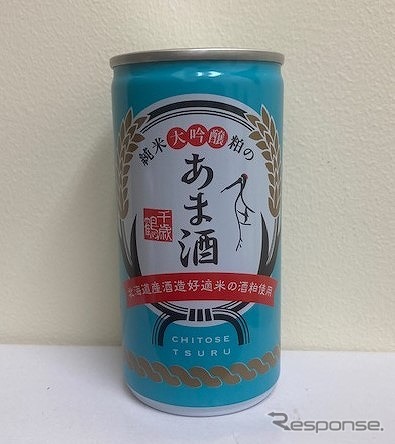 純米大吟醸粕の
あま酒
千歳鶴
北海道産酒造好適米の酒粕使用
CHITOSE
TSURU
Response.